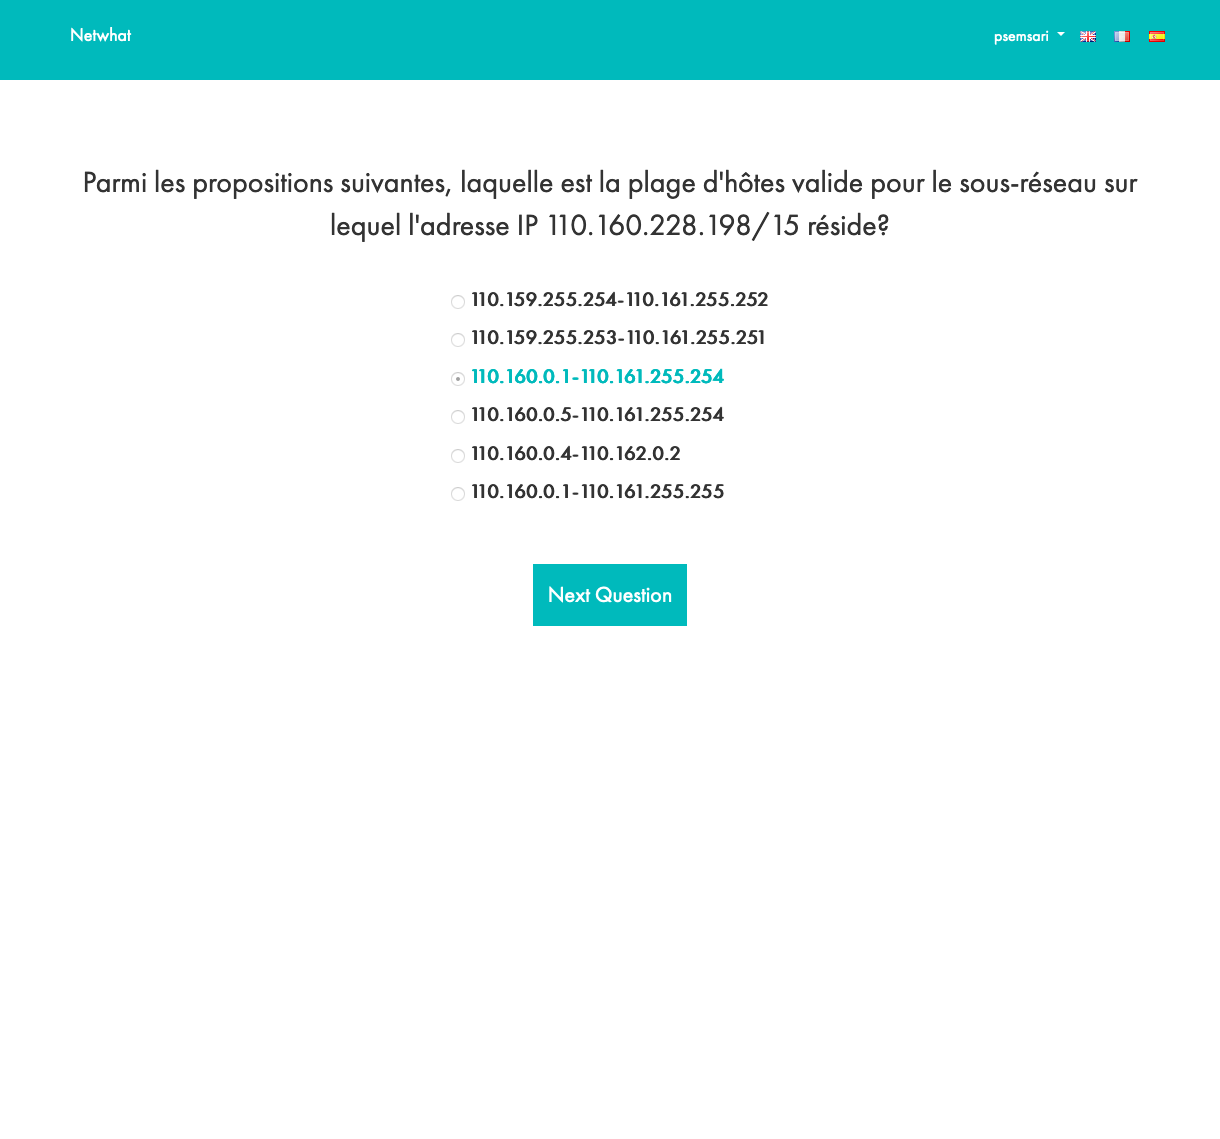 Netwhat
psemsari
Parmi les propositions suivantes, laquelle est la plage d'hôtes valide pour le sous-réseau sur
lequel l'adresse IP 110.160.228.198/15 réside?
110.159.255.254-110.161.255.252
110.159.255.253-110.161.255.251
110.160.0.1-110.161.255.254
110.160.0.5-110.161.255.254
110.160.0.4-110.162.0.2
110.160.0.1-110.161.255.255
Next Question